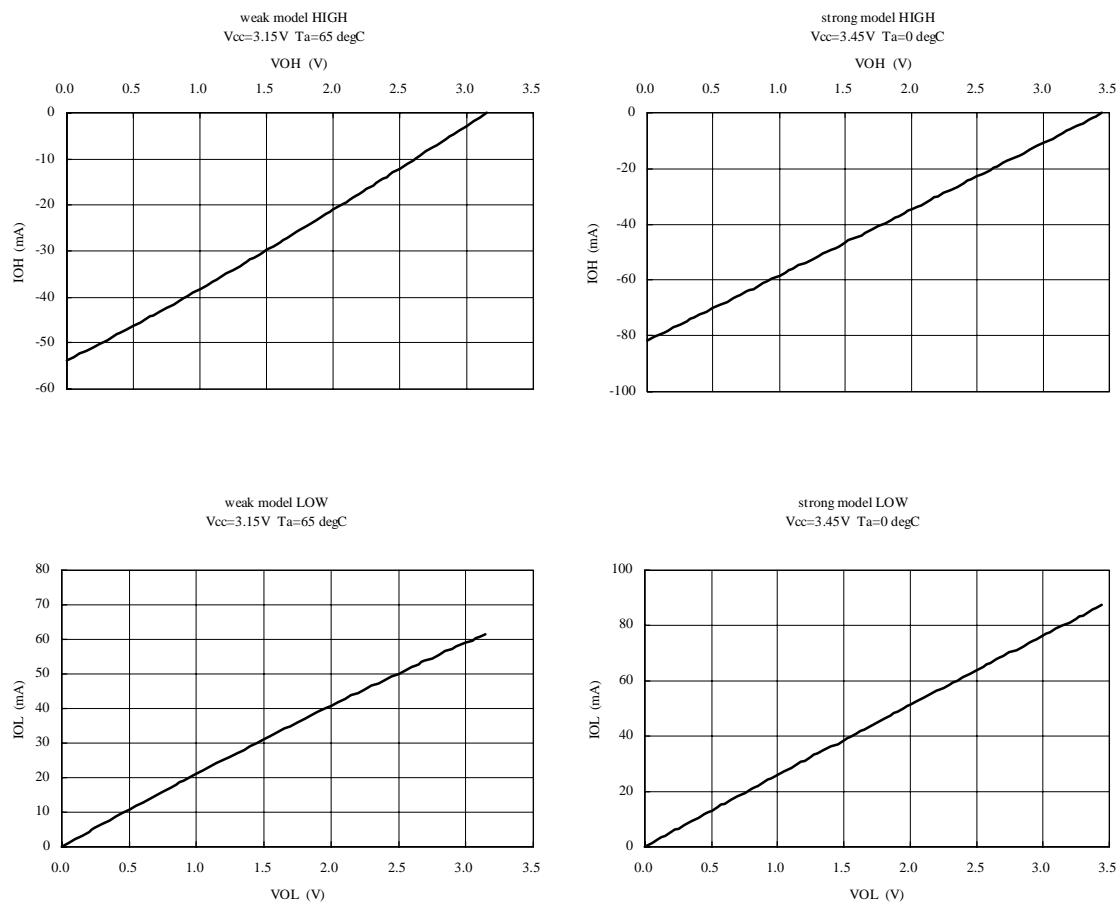 weak model HIGH
Vcc=3.15V Ta=65 degC
VOH (V)
0.0 0.5 1.0 1.5 2.0 2.5 3.0 3.5
0
-10
-20
-30
-40
-50
-60
IOH (mA)
strong model HIGH
Vcc=3.45V Ta=0 degC
VOH (V)
0.0 0.5 1.0 1.5 2.0 2.5 3.0 3.5
0
-20
-40
-60
-80
-100
IOH (mA)
weak model LOW
Vcc=3.15V Ta=65 degC
80
70
60
50
40
30
20
10
0
IOL (mA)
0.0 0.5 1.0 1.5 2.0 2.5 3.0 3.5
VOL (V)
strong model LOW
Vcc=3.45V Ta=0 degC
100
80
60
40
20
0
IOL (mA)
0.0 0.5 1.0 1.5 2.0 2.5 3.0 3.5
VOL (V)